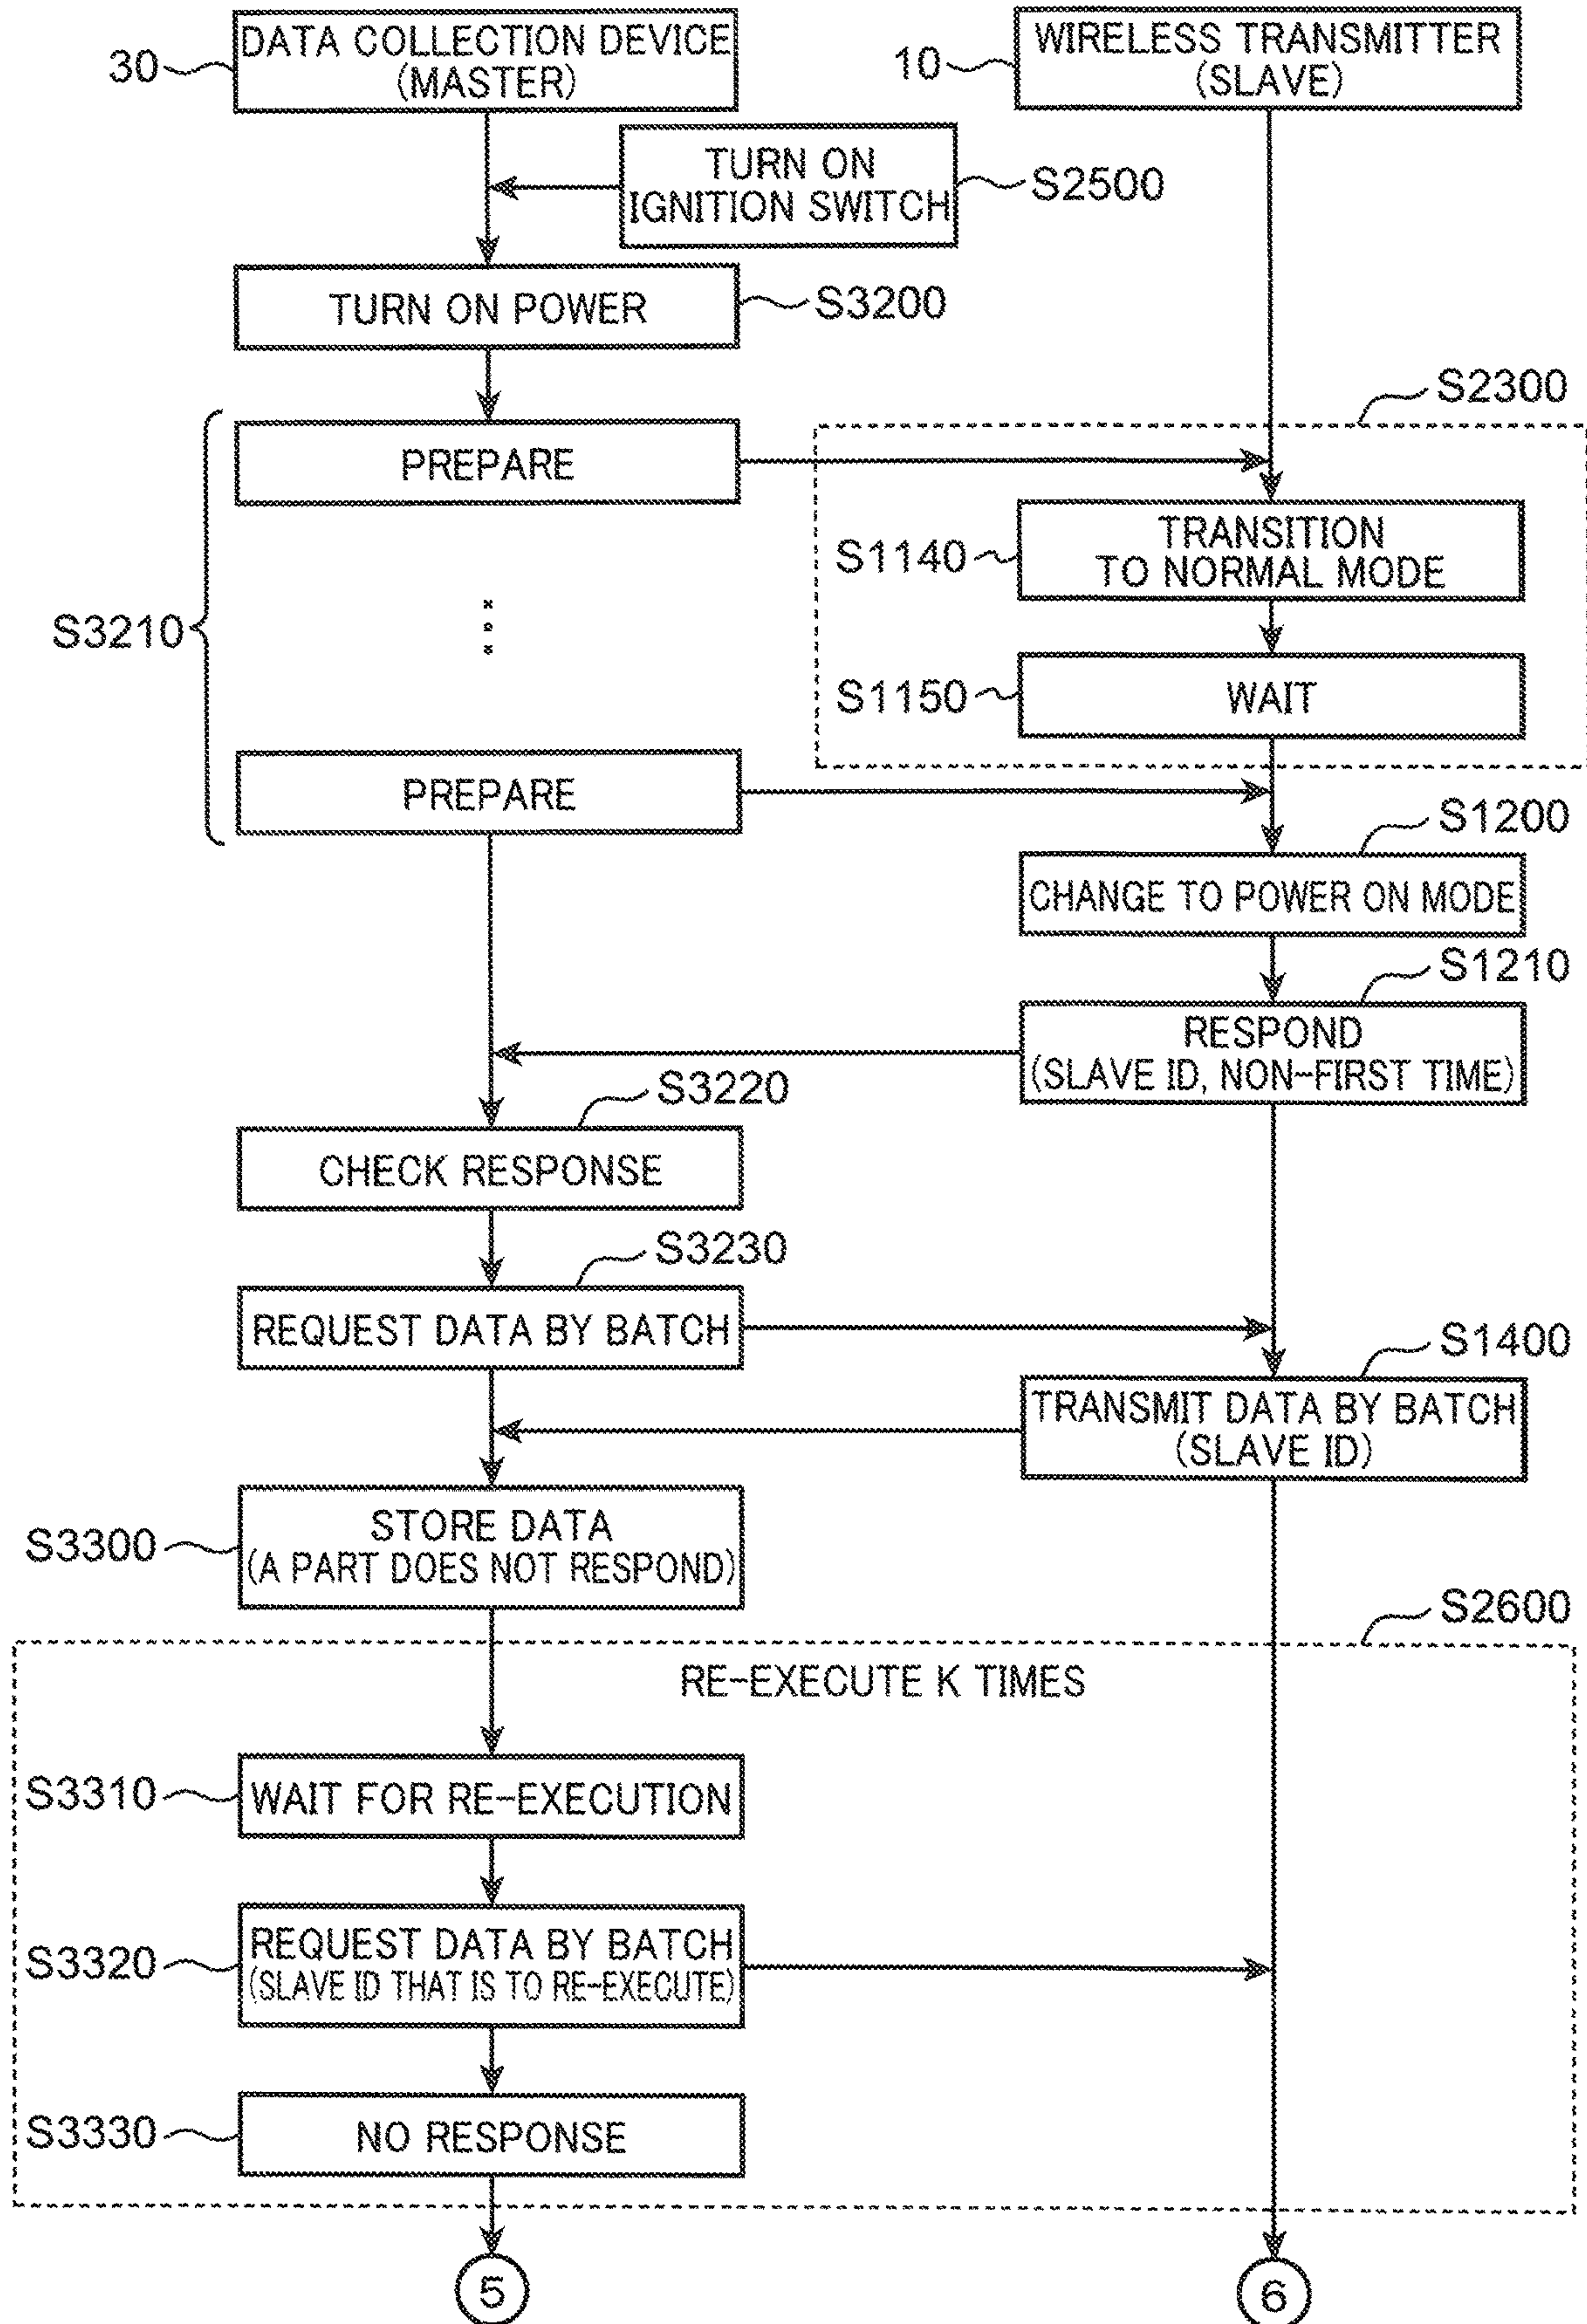 DATA COLLECTION DEVICE
(MASTER)
30
WIRELESS TRANSMITTER
(SLAVE)
10
TURN ON
IGNITION SWITCH
S2500
TURN ON POWER
S3200
S2300
PREPARE
S1140
TRANSITION
TO NORMAL MODE
S3210
S1150
WAIT
PREPARE
S1200
CHANGE TO POWER ON MODE
S1210
RESPOND
(SLAVE ID, NON-FIRST TIME)
S3220
CHECK RESPONSE
S3230
REQUEST DATA BY BATCH
S1400
TRANSMIT DATA BY BATCH
(SLAVE ID)
S3300
STORE DATA
(A PART DOES NOT RESPOND)
S2600
RE-EXECUTE K TIMES
S3310
WAIT FOR RE-EXECUTION
S3320
REQUEST DATA BY BATCH
(SLAVE ID THAT IS TO RE-EXECUTE)
S3330
NO RESPONSE
5
6